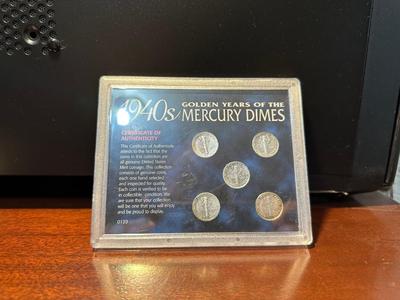 1940s GOLDEN YEARS OF THE
MERCURY DIMES
CERTIFICATE OF
AUTHENTICITY
This Certificate of Authenticity
attests to the fact that the
coins in this collection are
all genuine United States
Mint coinage. This collection
consists of genuine coins,
each one hand selected
and inspected for quality.
Each coin is verified to be
in collectible condition. We
are sure that your collection
will be one that you will enjoy
and be proud to display.
0120